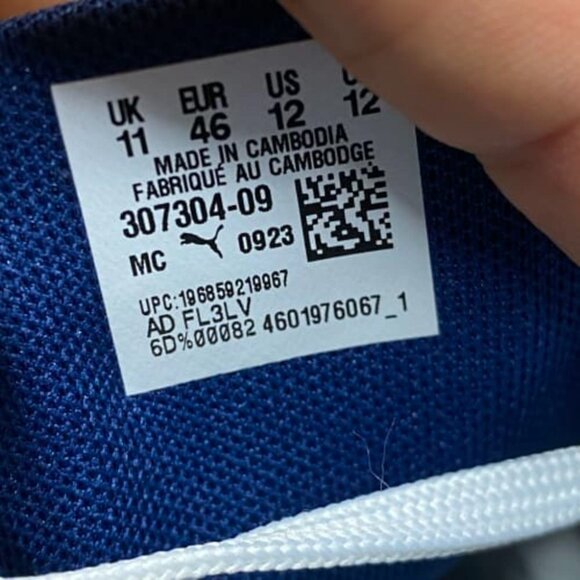 UK EUR US
11 46 12 12
MADE IN CAMBODIA
FABRIQUÉ AU CAMBODGE
307304-09
MC 0923
UPC:196859219967
AD FL3LV
6D%00082 4601976067_1